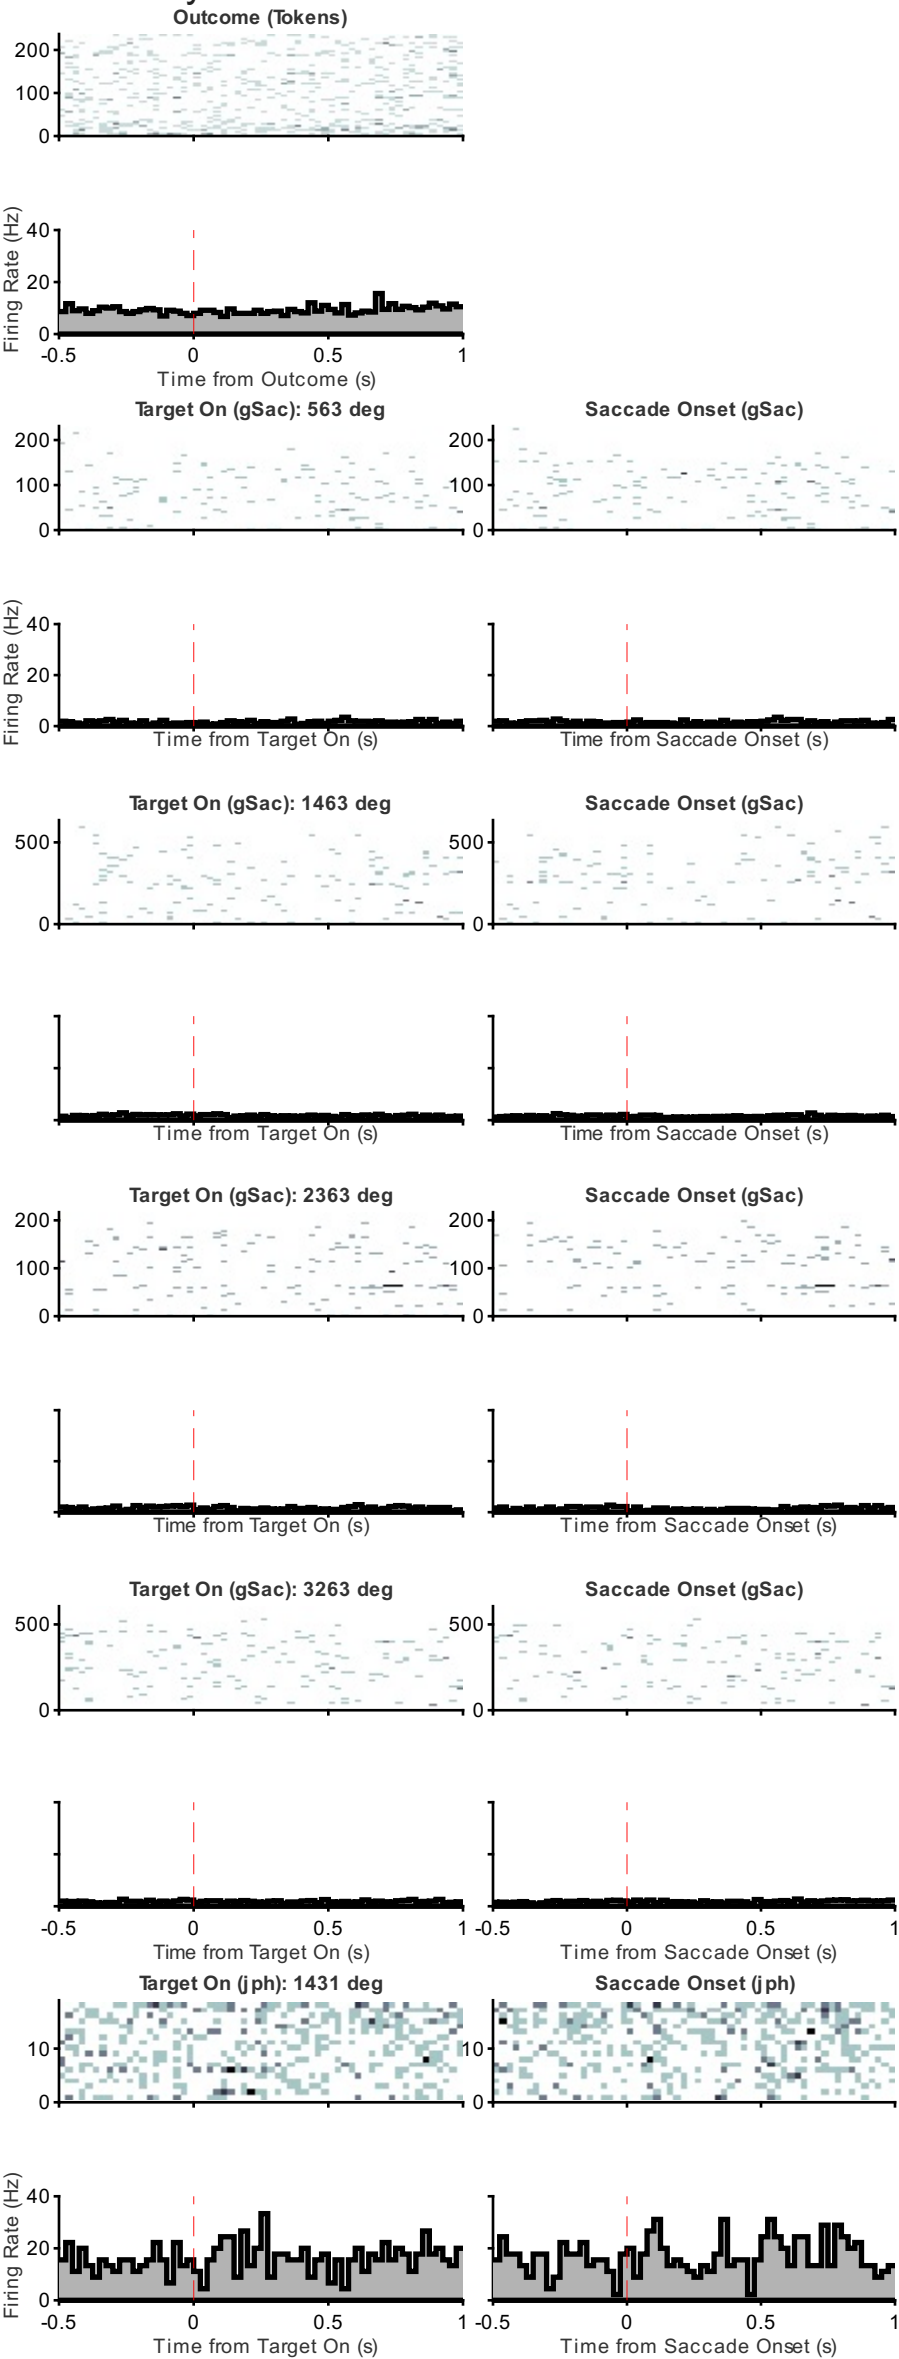 Outcome (Tokens)
200
100
0
Firing Rate (Hz)
40
20
0
-0.5 0 0.5 1
Time from Outcome (s)
Target On (gSac): 563 deg Saccade Onset (gSac)
200 200
100 100
0 0
Firing Rate (Hz)
40
20
0
Time from Target On (s) Time from Saccade Onset (s)
Target On (gSac): 1463 deg Saccade Onset (gSac)
500 500
0 0
Time from Target On (s) Time from Saccade Onset (s)
Target On (gSac): 2363 deg Saccade Onset (gSac)
200 200
100 100
0 0
Time from Target On (s) Time from Saccade Onset (s)
Target On (gSac): 3263 deg Saccade Onset (gSac)
500 500
0 0
-0.5 0 0.5 1 -0.5 0 0.5 1
Time from Target On (s) Time from Saccade Onset (s)
Target On (jph): 1431 deg Saccade Onset (jph)
10 10
0 0
Firing Rate (Hz)
40
20
0
-0.5 0 0.5 1 -0.5 0 0.5 1
Time from Target On (s) Time from Saccade Onset (s)